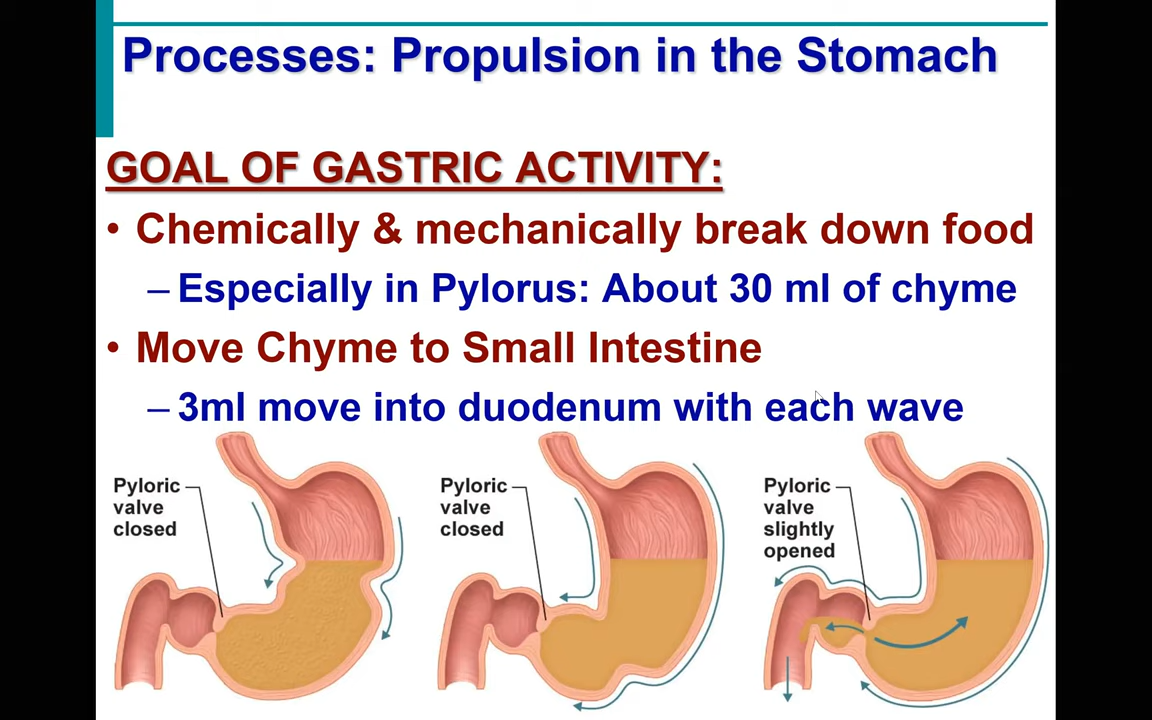 Processes: Propulsion in the Stomach
GOAL OF GASTRIC ACTIVITY:
• Chemically & mechanically break down food
– Especially in Pylorus: About 30 ml of chyme
• Move Chyme to Small Intestine
– 3ml move into duodenum with each wave
Pyloric
valve
closed
Pyloric
valve
closed
Pyloric
valve
slightly
opened